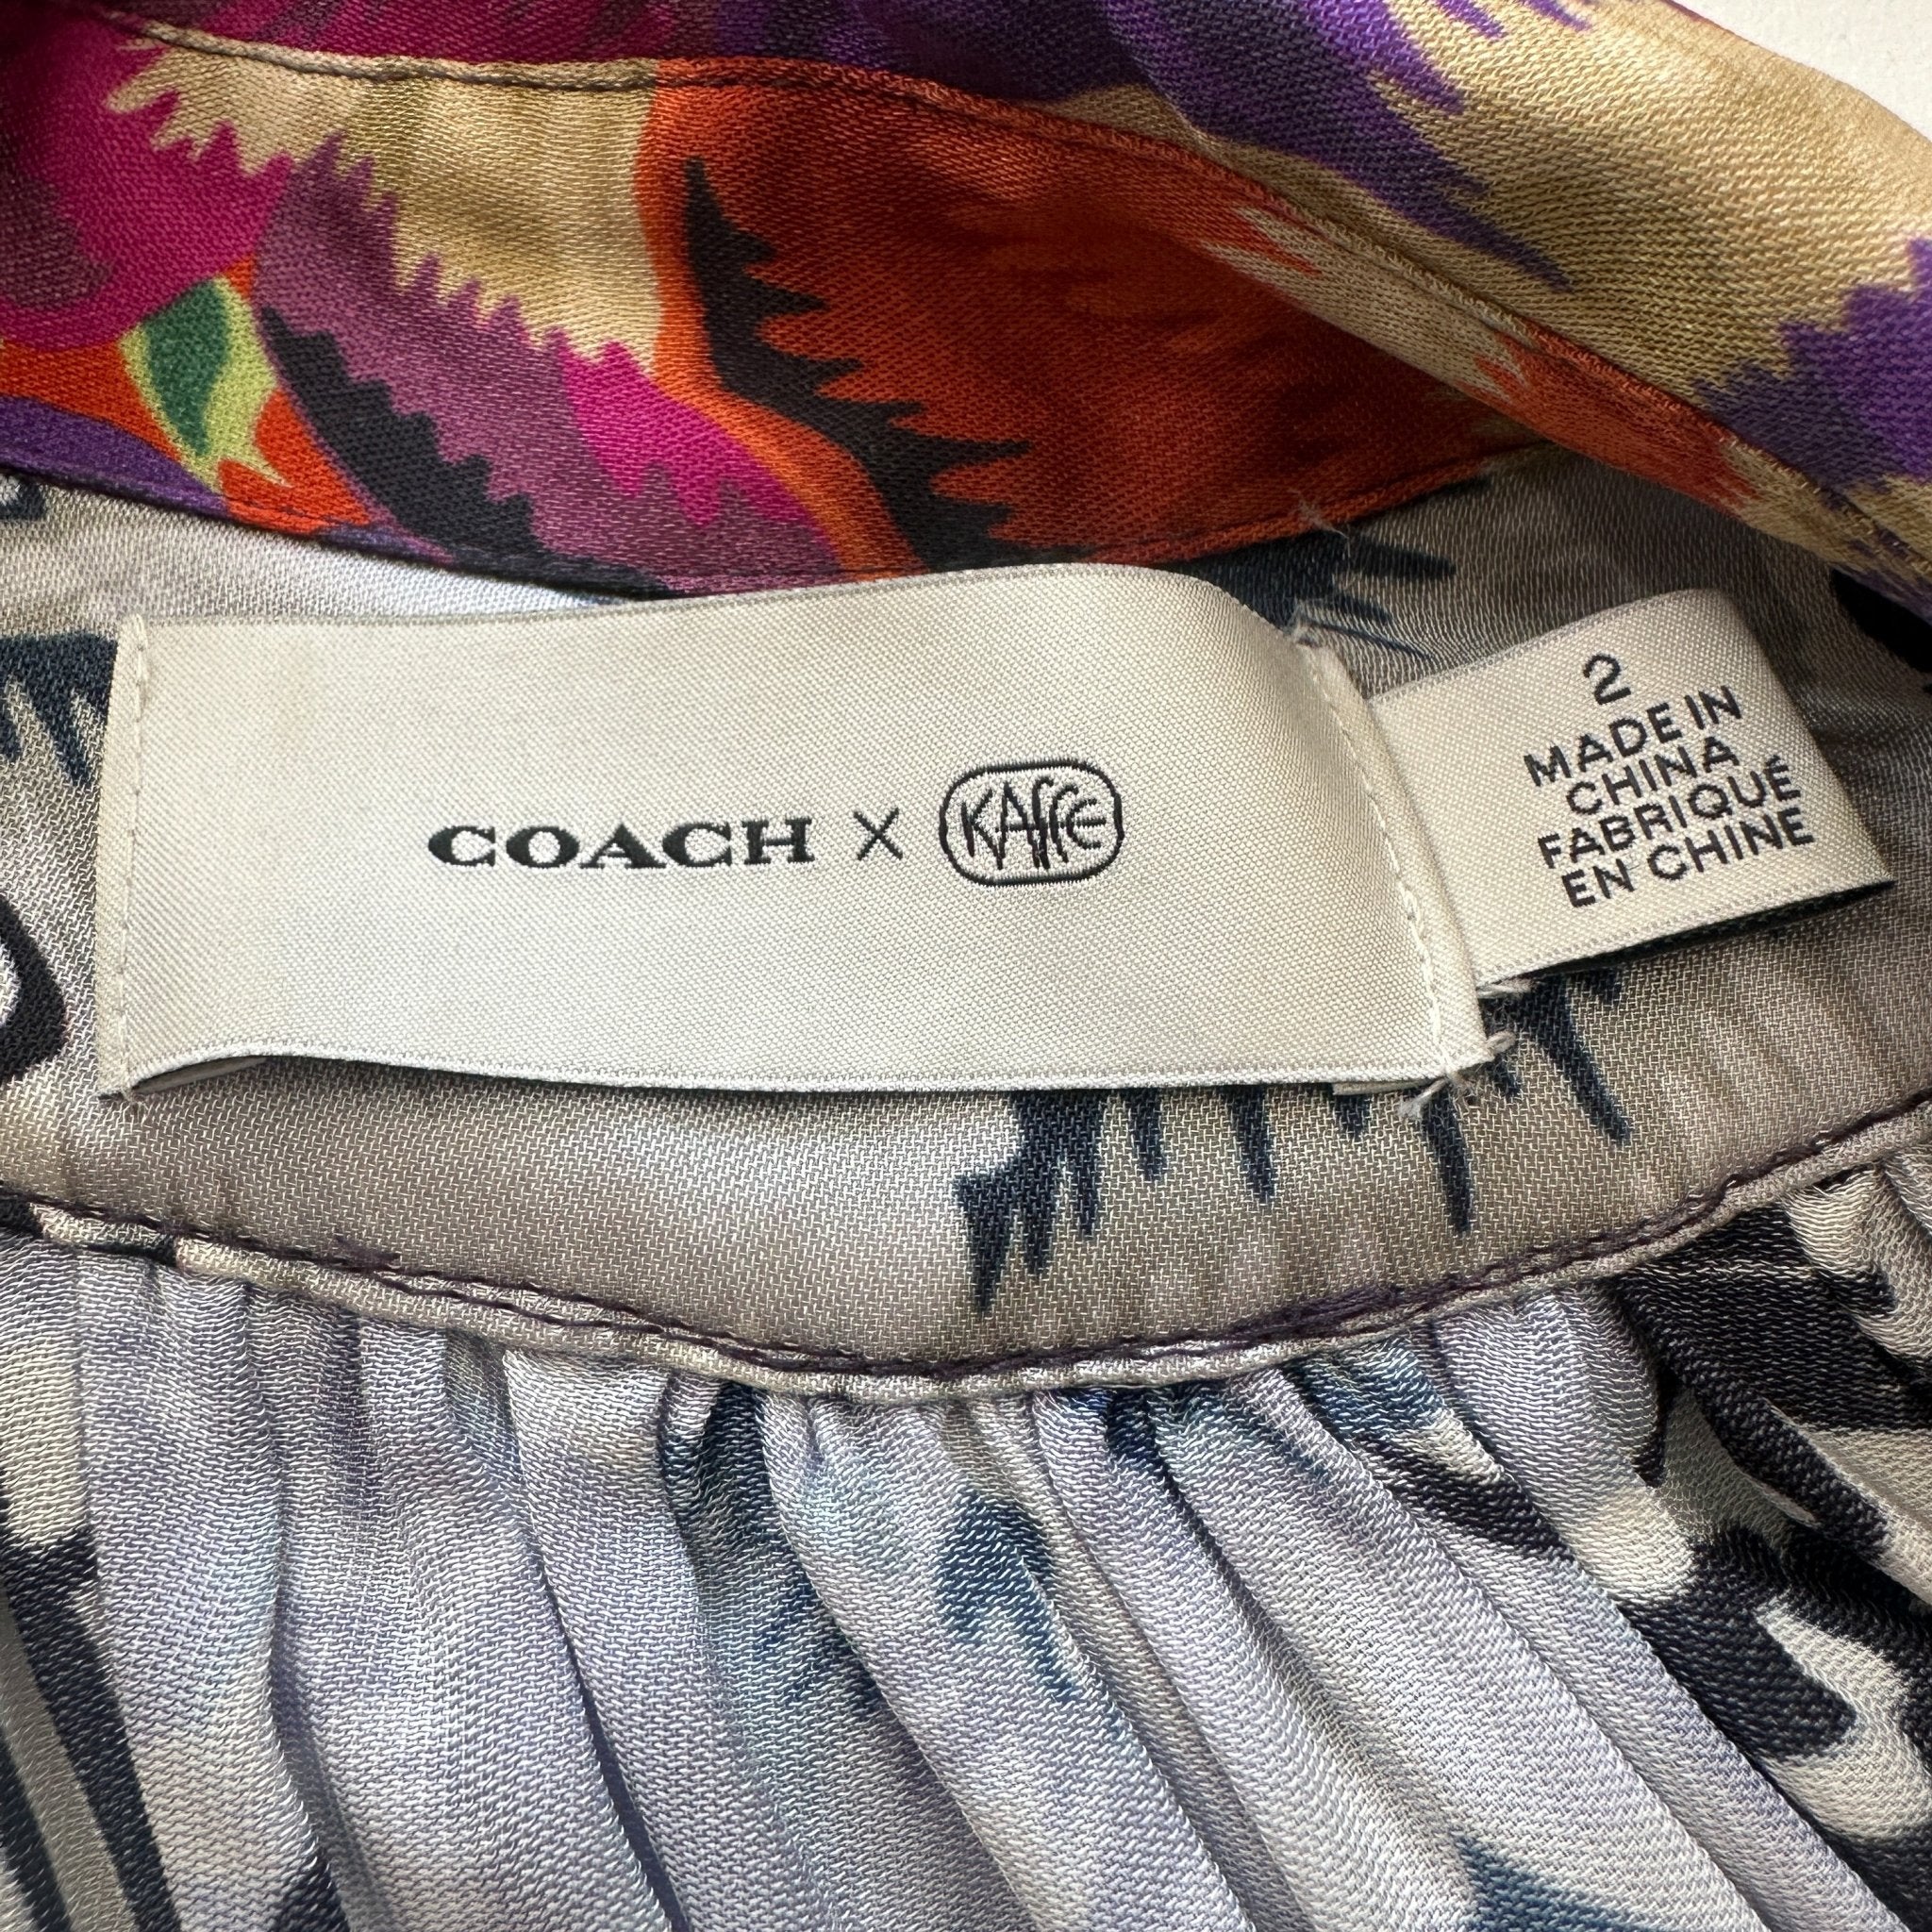 COACH X KAFFE
2
MADE IN
CHINA
FABRIQUÉ
EN CHINE